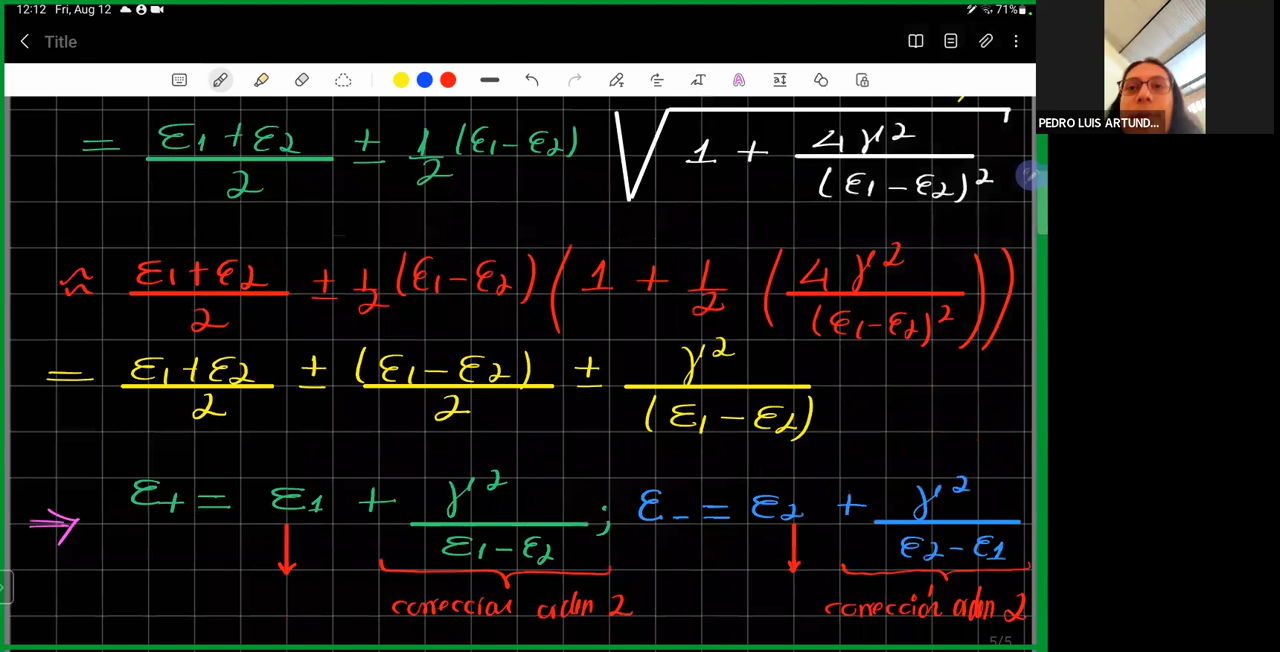 12:12 Fri, Aug 12 71%
Title
PEDRO LUIS ARTUND...
= (ε1 + ε2)/2 ± 1/2 (ε1 − ε2) √(1 + 4γ²/(ε1 − ε2)²)
≈ (ε1 + ε2)/2 ± 1/2 (ε1 − ε2) (1 + 1/2 (4γ²/(ε1 − ε2)²))
= (ε1 + ε2)/2 ± (ε1 − ε2)/2 ± γ²/(ε1 − ε2)
⇒ ε+ = ε1 + γ²/(ε1 − ε2) ; ε− = ε2 + γ²/(ε2 − ε1)
corrección orden 2 corrección orden 2
5/5